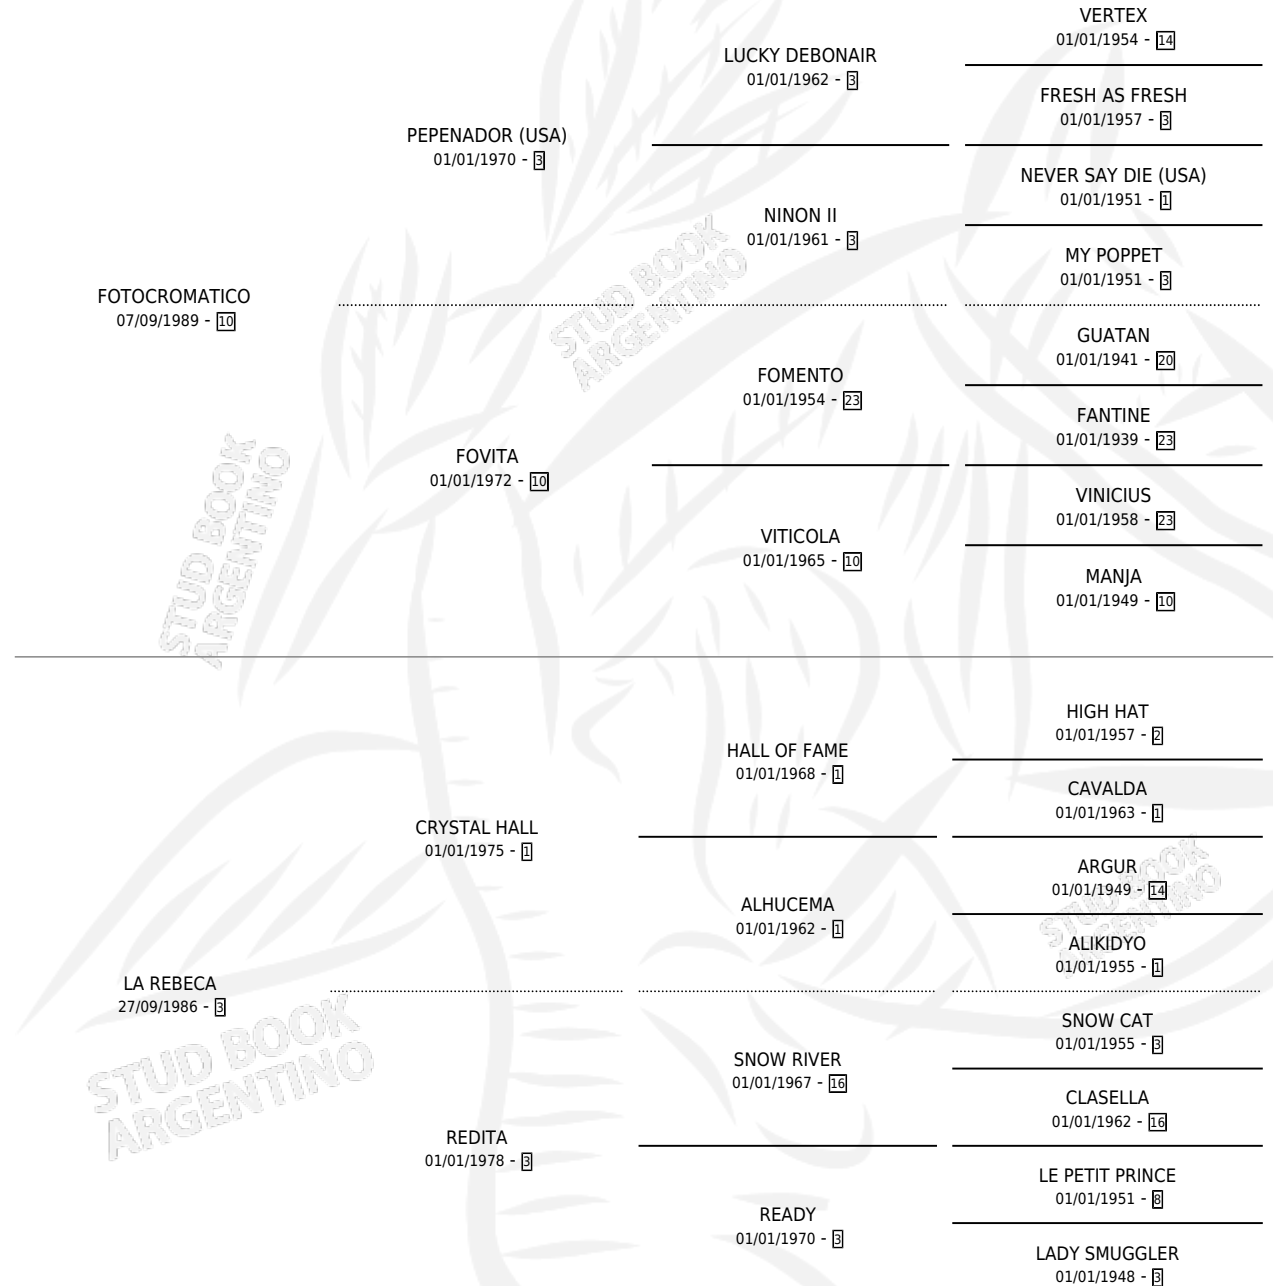 VERTEX
01/01/1954 - 14
LUCKY DEBONAIR
01/01/1962 - 3
FRESH AS FRESH
01/01/1957 - 3
PEPENADOR (USA)
01/01/1970 - 3
NEVER SAY DIE (USA)
01/01/1951 - 1
NINON II
01/01/1961 - 3
MY POPPET
01/01/1951 - 3
STUD BOOK
ARGENTINO
FOTOCROMATICO
07/09/1989 - 10
GUATAN
01/01/1941 - 20
FOMENTO
01/01/1954 - 23
FANTINE
01/01/1939 - 23
FOVITA
01/01/1972 - 10
VINICIUS
01/01/1958 - 23
VITICOLA
01/01/1965 - 10
MANJA
01/01/1949 - 10
STUD BOOK
ARGENTINO
HIGH HAT
01/01/1957 - 2
HALL OF FAME
01/01/1968 - 1
CAVALDA
01/01/1963 - 1
CRYSTAL HALL
01/01/1975 - 1
ARGUR
01/01/1949 - 14
ALHUCEMA
01/01/1962 - 1
STUD BOOK
ARGENTINO
ALIKIDYO
01/01/1955 - 1
LA REBECA
27/09/1986 - 3
SNOW CAT
01/01/1955 - 3
SNOW RIVER
01/01/1967 - 16
STUD BOOK
ARGENTINO
CLASELLA
01/01/1962 - 16
REDITA
01/01/1978 - 3
LE PETIT PRINCE
01/01/1951 - 8
READY
01/01/1970 - 3
LADY SMUGGLER
01/01/1948 - 3